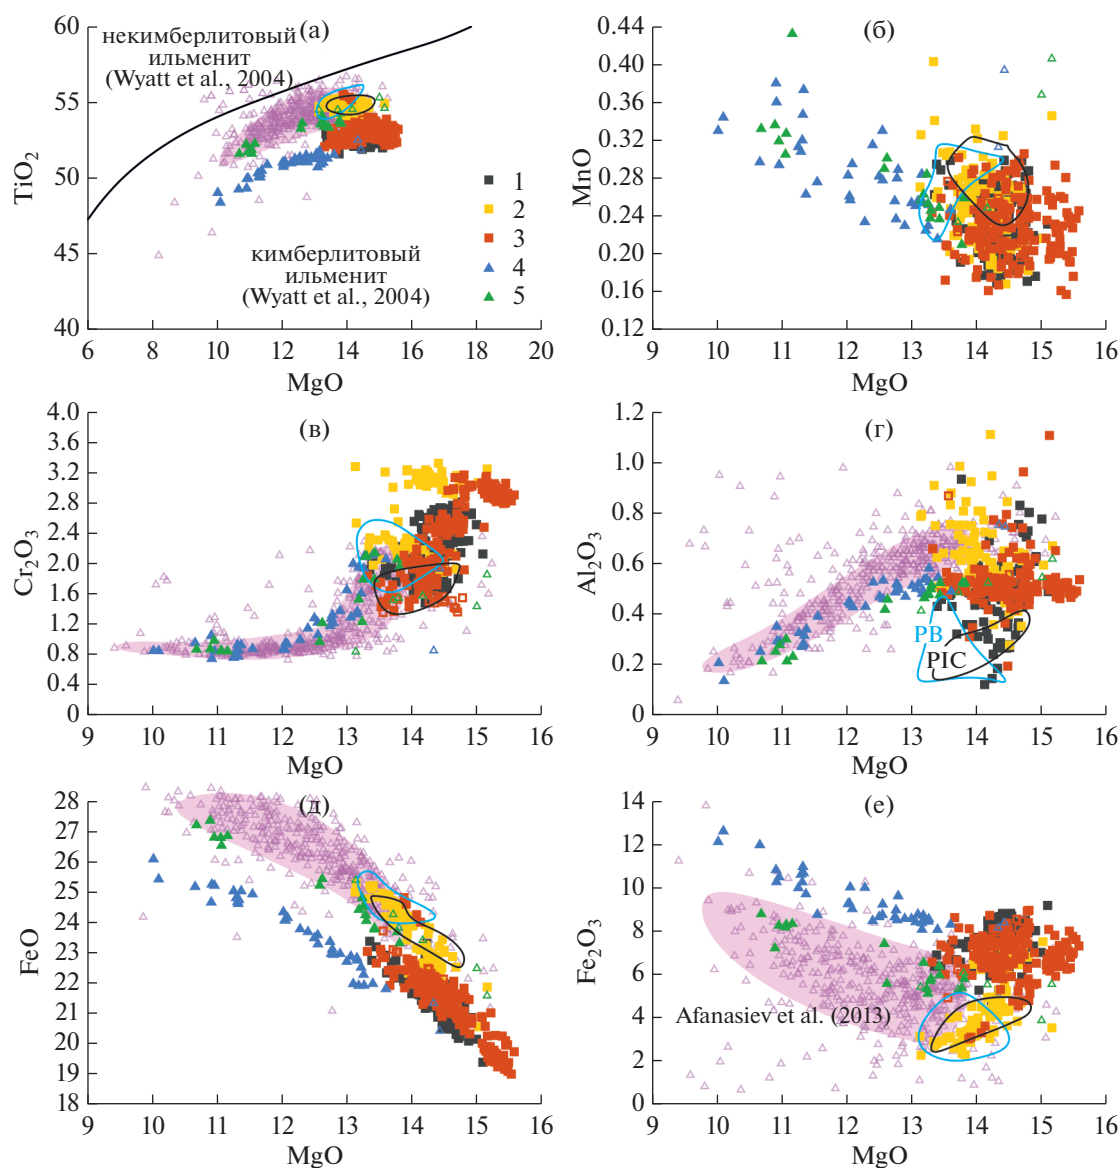 (а)
некимберлитовый
ильменит
(Wyatt et al., 2004)
60
55
50
45
40
TiO2
1
2
3
4
5
кимберлитовый
ильменит
(Wyatt et al., 2004)
6 8 10 12 14 16 18 20
MgO
(б)
0.44
0.40
0.36
0.32
0.28
0.24
0.20
0.16
0.12
MnO
9 10 11 12 13 14 15 16
MgO
(в)
4.0
3.6
3.2
2.8
2.4
2.0
1.6
1.2
0.8
0.4
0
Cr2O3
9 10 11 12 13 14 15 16
MgO
(г)
1.2
1.0
0.8
0.6
0.4
0.2
0
Al2O3
PB
PIC
9 10 11 12 13 14 15 16
MgO
(д)
28
27
26
25
24
23
22
21
20
19
18
FeO
9 10 11 12 13 14 15 16
MgO
(е)
14
12
10
8
6
4
2
0
Fe2O3
Afanasiev et al. (2013)
9 10 11 12 13 14 15 16
MgO